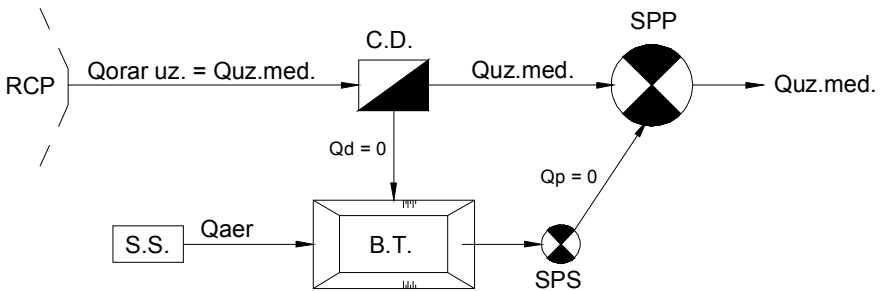 SPP
C.D.
RCP
Qorar uz. = Quz.med.
Quz.med.
Quz.med.
Qd = 0
Qp = 0
S.S.
Qaer
B.T.
SPS